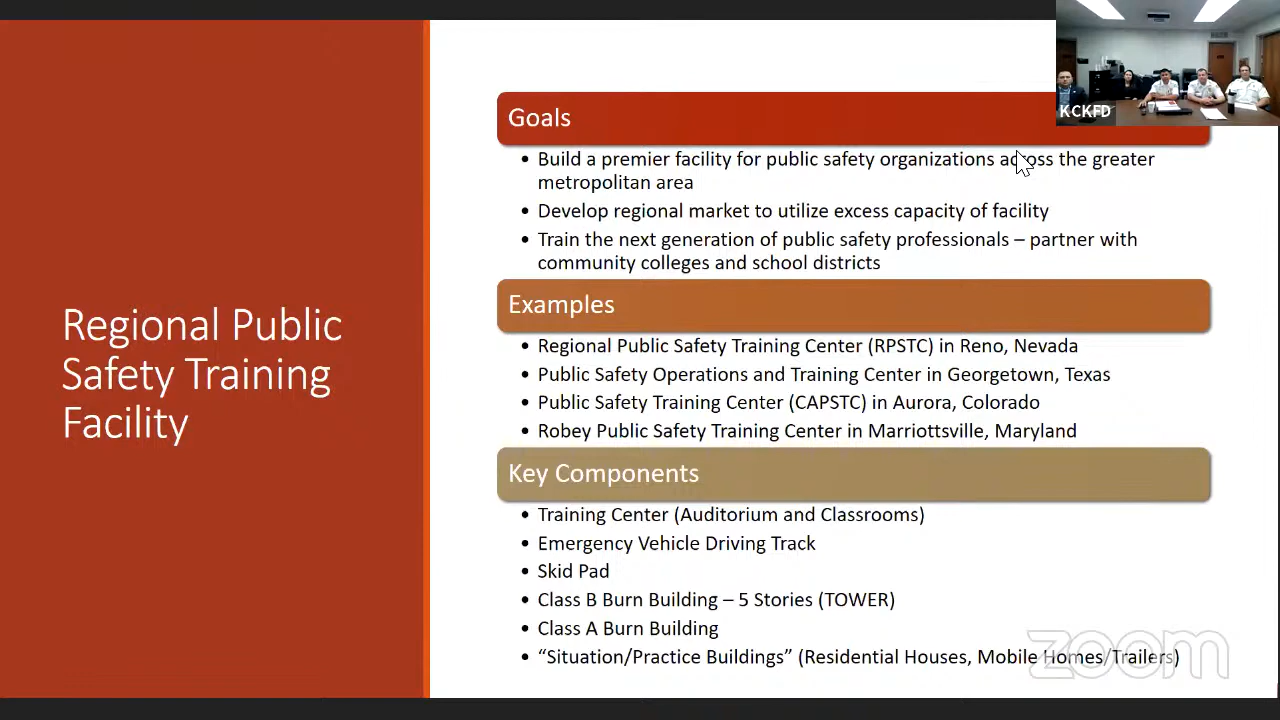 KCKFD
Regional Public
Safety Training
Facility
Goals
• Build a premier facility for public safety organizations across the greater
metropolitan area
• Develop regional market to utilize excess capacity of facility
• Train the next generation of public safety professionals – partner with
community colleges and school districts
Examples
• Regional Public Safety Training Center (RPSTC) in Reno, Nevada
• Public Safety Operations and Training Center in Georgetown, Texas
• Public Safety Training Center (CAPSTC) in Aurora, Colorado
• Robey Public Safety Training Center in Marriottsville, Maryland
Key Components
• Training Center (Auditorium and Classrooms)
• Emergency Vehicle Driving Track
• Skid Pad
• Class B Burn Building – 5 Stories (TOWER)
• Class A Burn Building
• “Situation/Practice Buildings” (Residential Houses, Mobile Homes/Trailers)
zoom